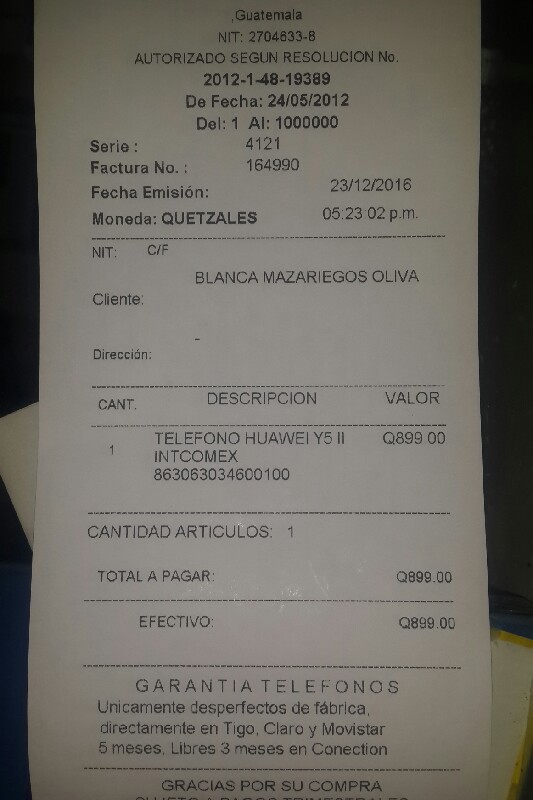 ,Guatemala
NIT: 2704633-8
AUTORIZADO SEGUN RESOLUCION No.
2012-1-48-19389
De Fecha: 24/05/2012
Del: 1 Al: 1000000
Serie : 4121
Factura No. : 164990
Fecha Emisión: 23/12/2016
Moneda: QUETZALES 05:23:02 p.m.
NIT: C/F
BLANCA MAZARIEGOS OLIVA
Cliente:
-
Dirección:
CANT. DESCRIPCION VALOR
1 TELEFONO HUAWEI Y5 II Q899.00
INTCOMEX
863063034600100
CANTIDAD ARTICULOS: 1
TOTAL A PAGAR: Q899.00
EFECTIVO: Q899.00
GARANTIA TELEFONOS
Unicamente desperfectos de fábrica,
directamente en Tigo, Claro y Movistar
5 meses, Libres 3 meses en Conection
GRACIAS POR SU COMPRA
SUJETO A PAGOS TRIMESTRALES